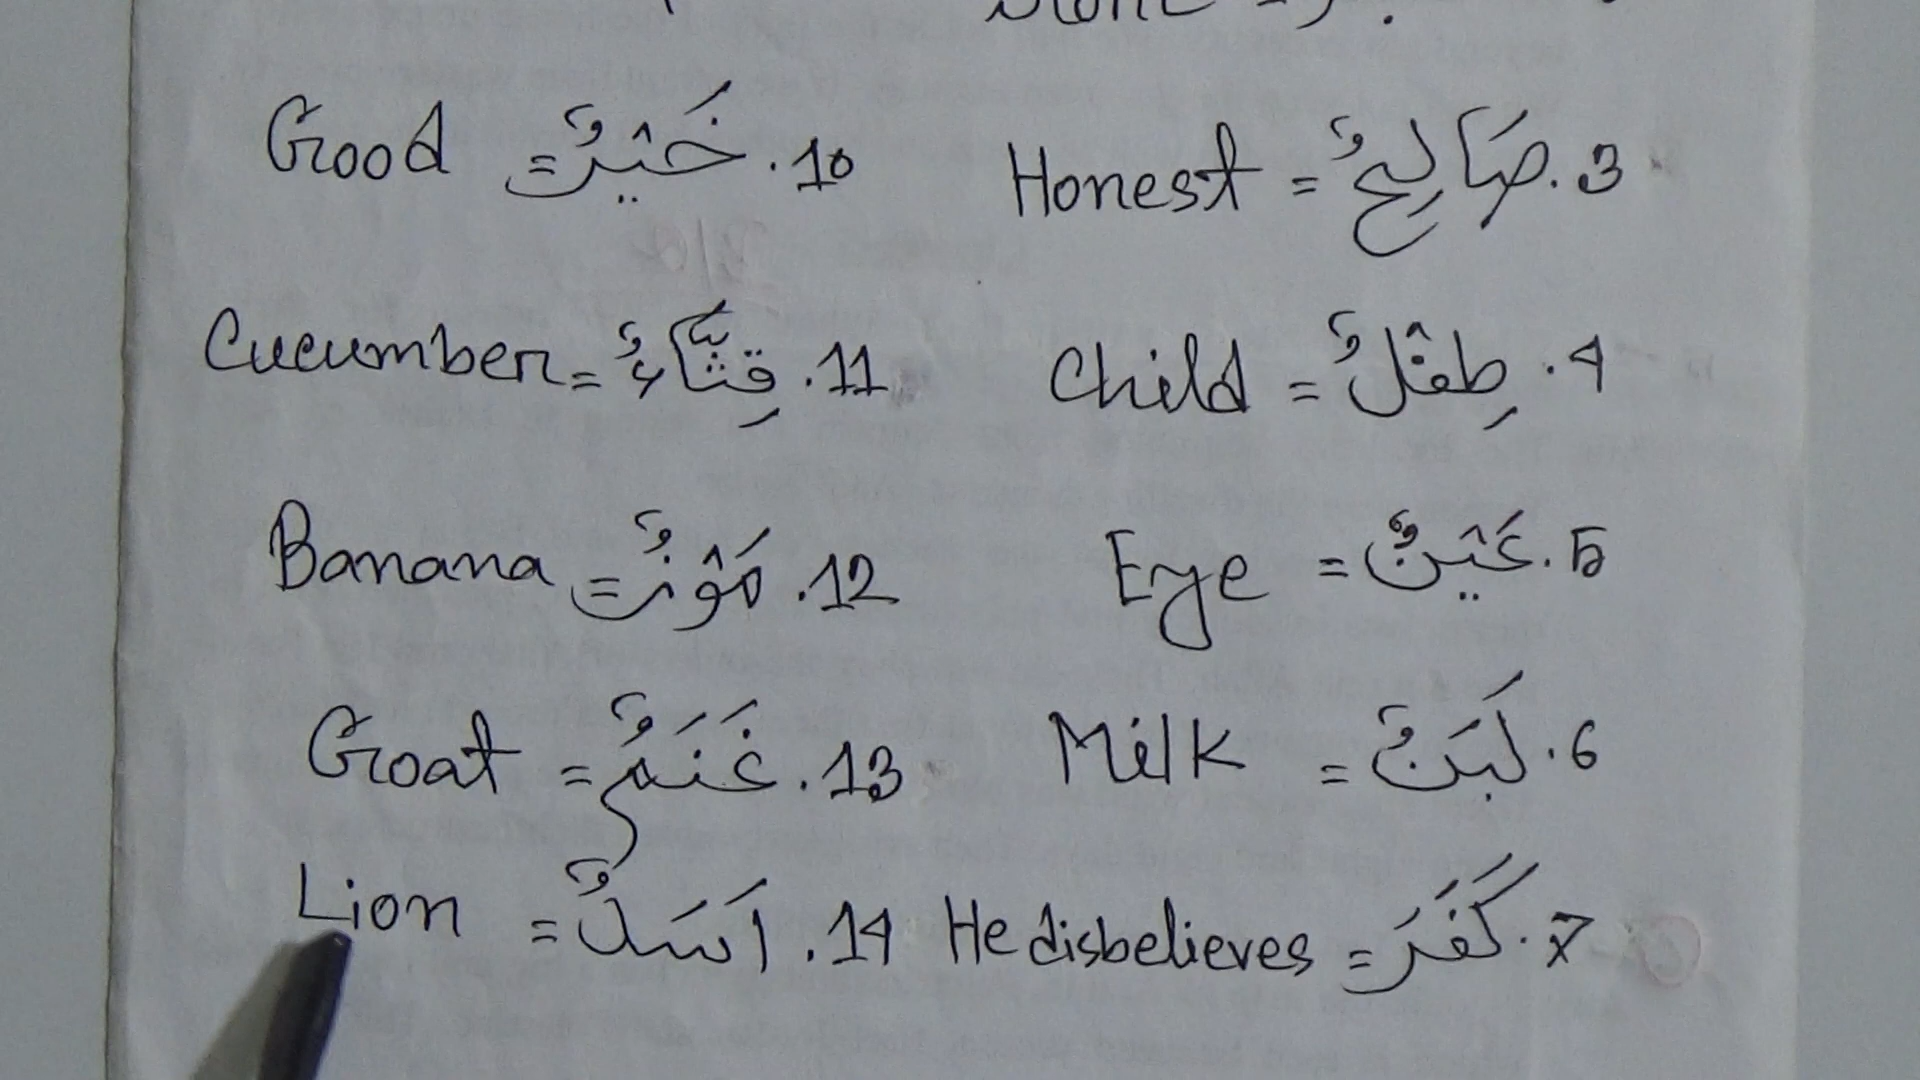 3. صَالِحٌ = Honest
4. طِفْلٌ = Child
5. عَيْنٌ = Eye
6. لَبَنٌ = Milk
7. كَفَرَ = He disbelieves
10. خَيْرٌ = Good
11. قِثَّاءٌ = Cucumber
12. مَوْزٌ = Banana
13. غَنَمٌ = Goat
14. اَسَدٌ = Lion